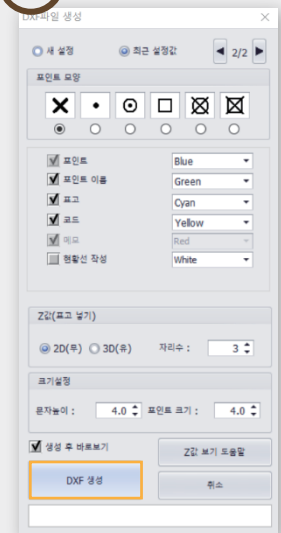 DXF파일 생성
새 설정 최근 설정값 2/2
포인트 모양
포인트 Blue
포인트 이름 Green
표고 Cyan
코드 Yellow
메모 Red
현황선 작성 White
Z값(표고 넣기)
2D(무) 3D(유) 자리수 : 3
크기설정
문자높이 : 4.0 포인트 크기 : 4.0
생성 후 바로보기 Z값 보기 도움말
DXF 생성 취소